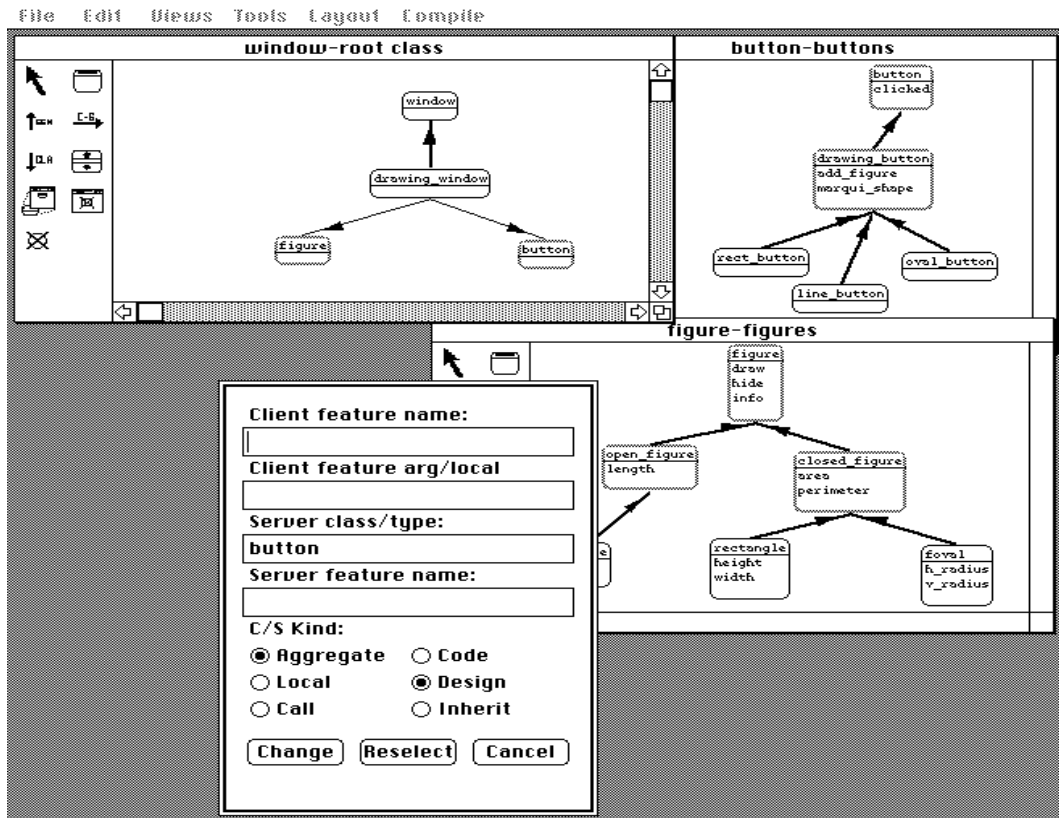 File Edit Views Tools Layout Compile
window-root class
C-S
CLA
window
drawing_window
figure
button
button-buttons
button
clicked
drawing_button
add_figure
marqui_shape
rect_button
oval_button
line_button
figure-figures
figure
draw
hide
info
open_figure
length
closed_figure
area
perimeter
e
rectangle
height
width
foval
h_radius
v_radius
Client feature name:
Client feature arg/local
Server class/type:
button
Server feature name:
C/S Kind:
Aggregate Code
Local Design
Call Inherit
Change Reselect Cancel